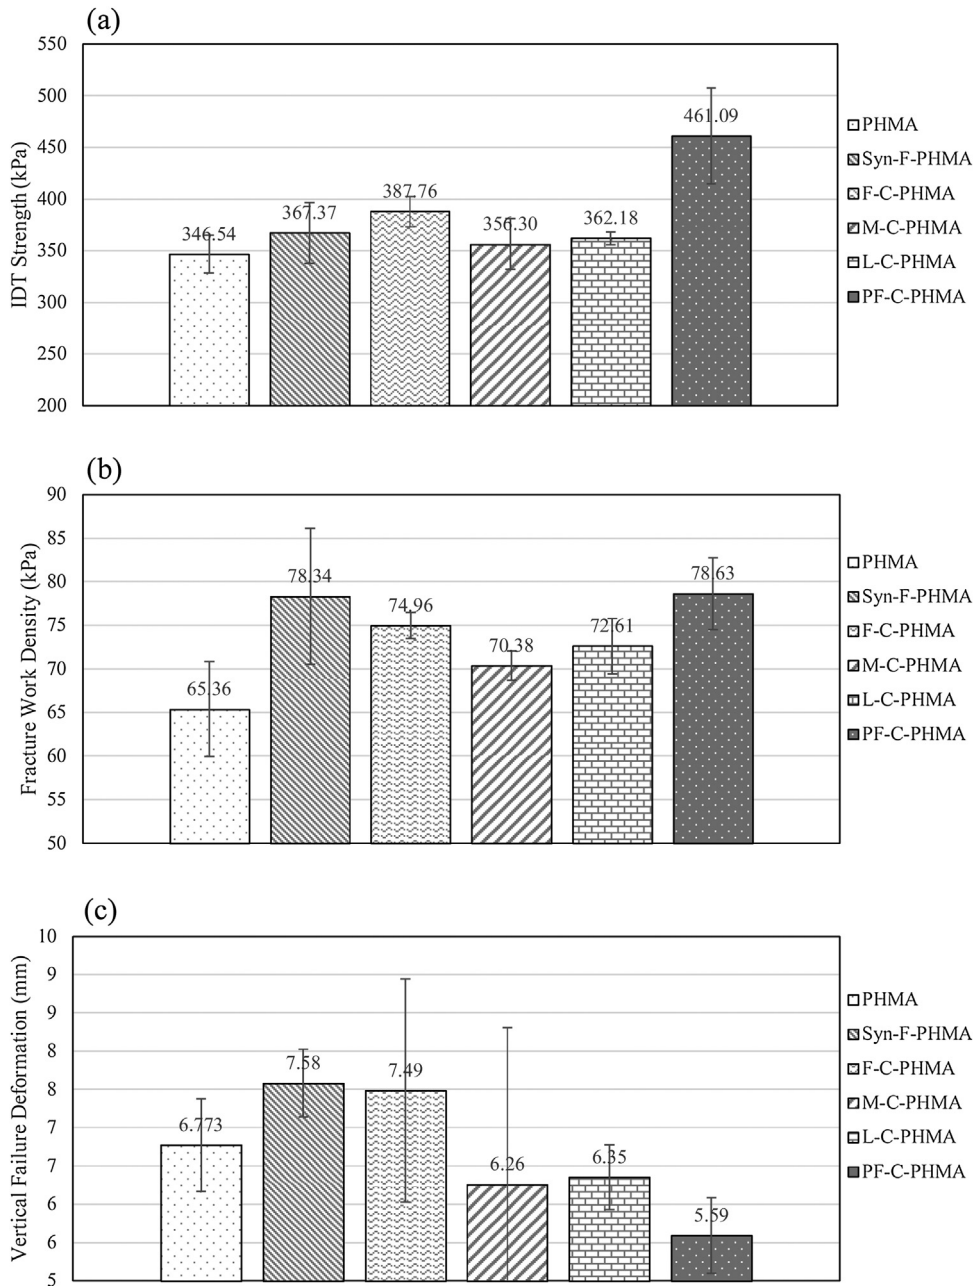 (a)
550
500
450
400
350
300
250
200
IDT Strength (kPa)
346.54
367.37
387.76
356.30
362.18
461.09
PHMA
Syn-F-PHMA
F-C-PHMA
M-C-PHMA
L-C-PHMA
PF-C-PHMA
(b)
90
85
80
75
70
65
60
55
50
Fracture Work Density (kPa)
65.36
78.34
74.96
70.38
72.61
78.63
PHMA
Syn-F-PHMA
F-C-PHMA
M-C-PHMA
L-C-PHMA
PF-C-PHMA
(c)
10
9
9
8
8
7
7
6
6
5
Vertical Failure Deformation (mm)
6.773
7.58
7.49
6.26
6.35
5.59
PHMA
Syn-F-PHMA
F-C-PHMA
M-C-PHMA
L-C-PHMA
PF-C-PHMA